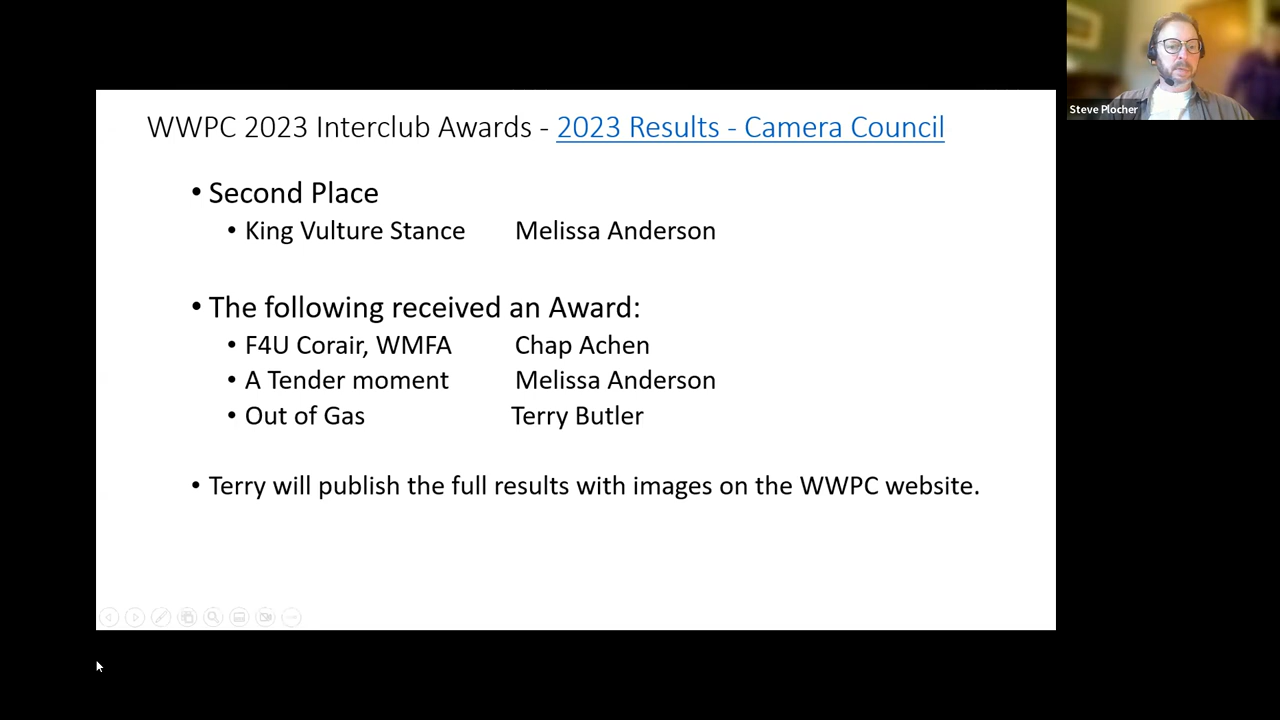 WWPC 2023 Interclub Awards - 2023 Results - Camera Council
• Second Place
• King Vulture Stance Melissa Anderson
• The following received an Award:
• F4U Corair, WMFA Chap Achen
• A Tender moment Melissa Anderson
• Out of Gas Terry Butler
• Terry will publish the full results with images on the WWPC website.
Steve Plocher